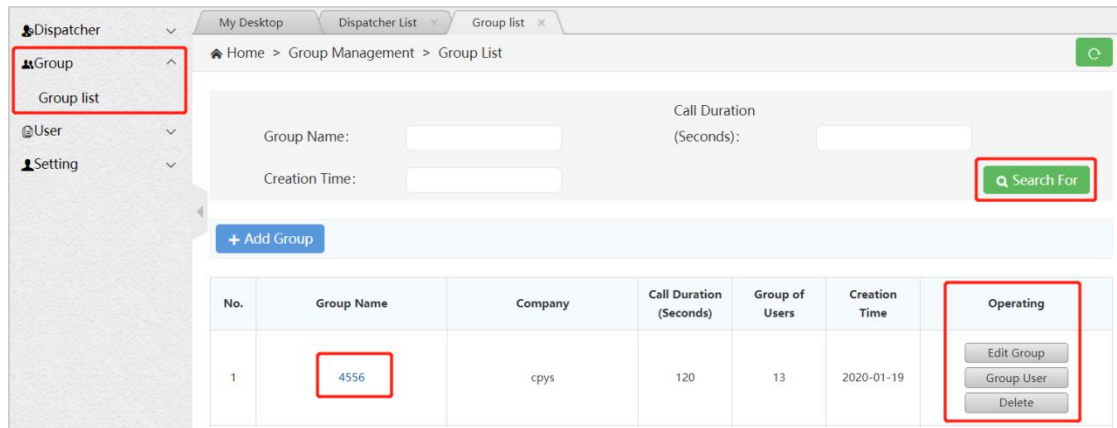 My Desktop
Dispatcher List
Group list
Dispatcher
Group
Group list
User
Setting
Home > Group Management > Group List
Group Name:
Call Duration
(Seconds):
Creation Time:
Search For
+ Add Group
No.
Group Name
Company
Call Duration
(Seconds)
Group of
Users
Creation
Time
Operating
1
4556
cpys
120
13
2020-01-19
Edit Group
Group User
Delete